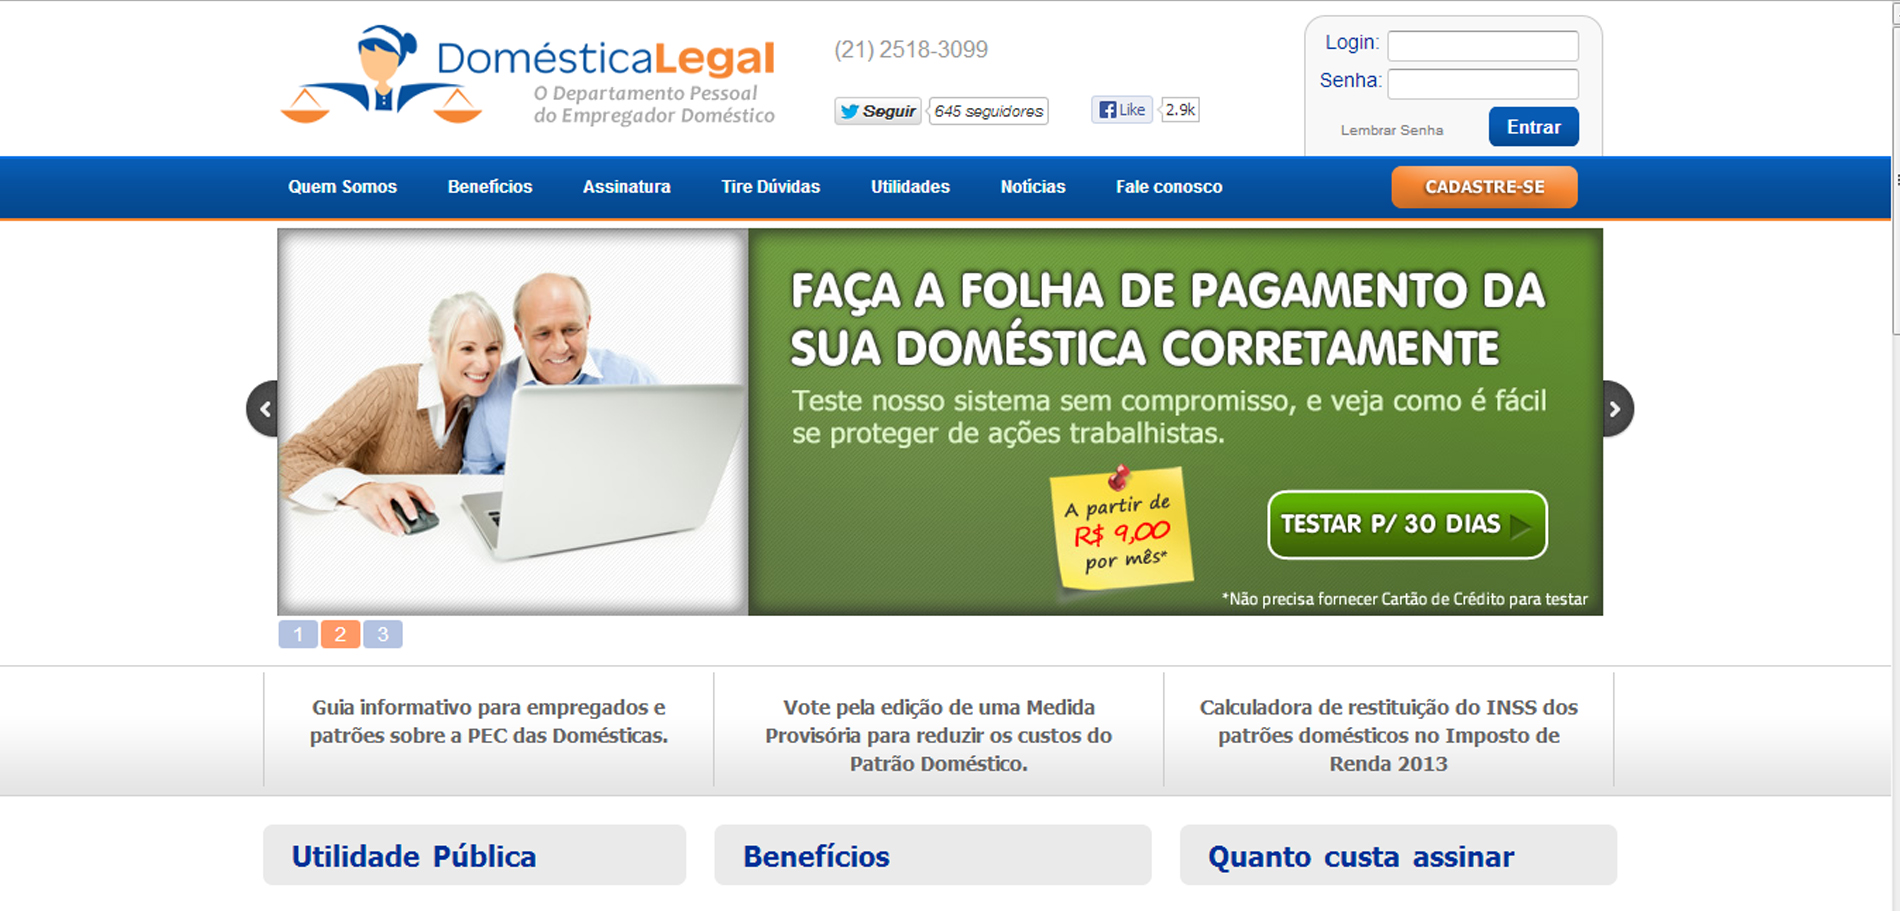 DomésticaLegal
O Departamento Pessoal
do Empregador Doméstico
(21) 2518-3099
Seguir
645 seguidores
Like
2.9k
Login:
Senha:
Lembrar Senha
Entrar
Quem Somos
Benefícios
Assinatura
Tire Dúvidas
Utilidades
Notícias
Fale conosco
CADASTRE-SE
FAÇA A FOLHA DE PAGAMENTO DA
SUA DOMÉSTICA CORRETAMENTE
Teste nosso sistema sem compromisso, e veja como é fácil
se proteger de ações trabalhistas.
A partir de
R$ 9,00
por mês*
TESTAR P/ 30 DIAS
*Não precisa fornecer Cartão de Crédito para testar
1
2
3
Guia informativo para empregados e
patrões sobre a PEC das Domésticas.
Vote pela edição de uma Medida
Provisória para reduzir os custos do
Patrão Doméstico.
Calculadora de restituição do INSS dos
patrões domésticos no Imposto de
Renda 2013
Utilidade Pública
Benefícios
Quanto custa assinar